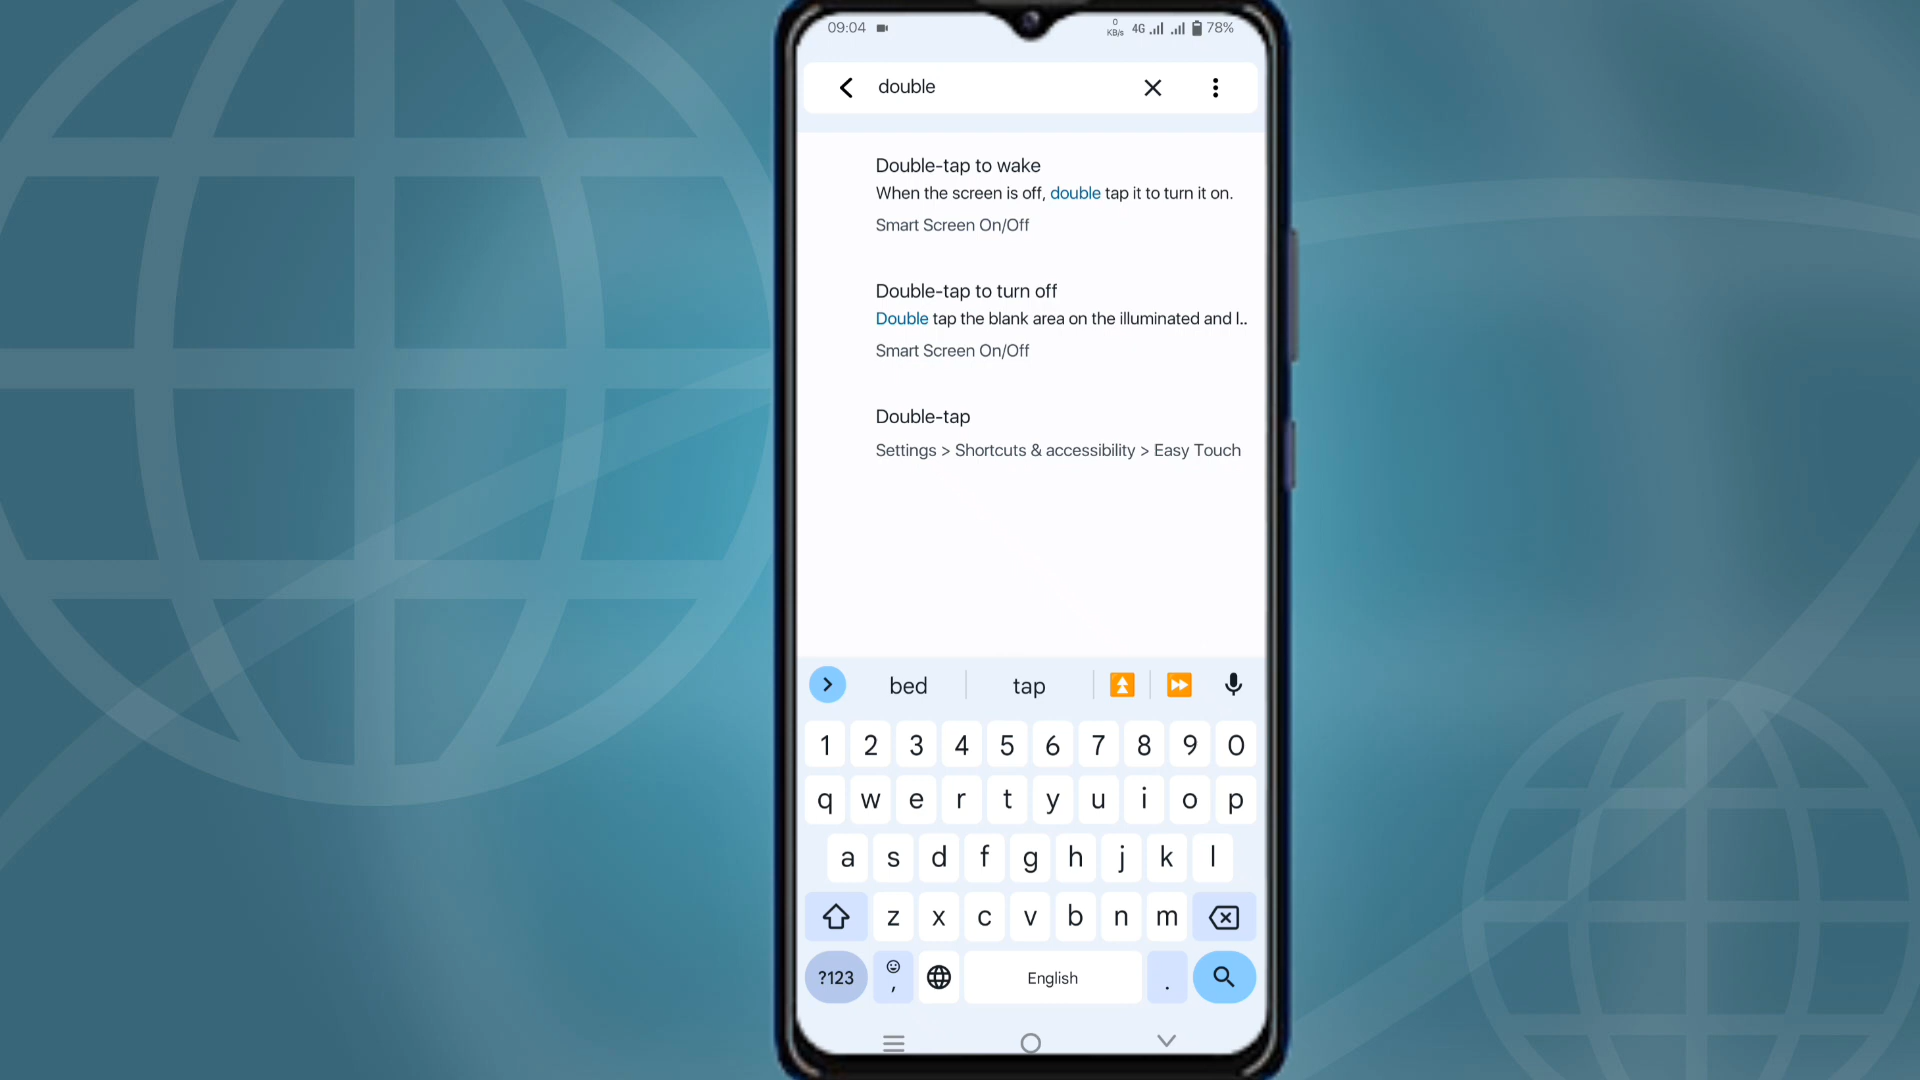 09:04
0
KB/s
4G
78%
double
Double-tap to wake
When the screen is off, double tap it to turn it on.
Smart Screen On/Off
Double-tap to turn off
Double tap the blank area on the illuminated and l..
Smart Screen On/Off
Double-tap
Settings > Shortcuts & accessibility > Easy Touch
bed tap
1 2 3 4 5 6 7 8 9 0
q w e r t y u i o p
a s d f g h j k l
z x c v b n m
?123 , English .